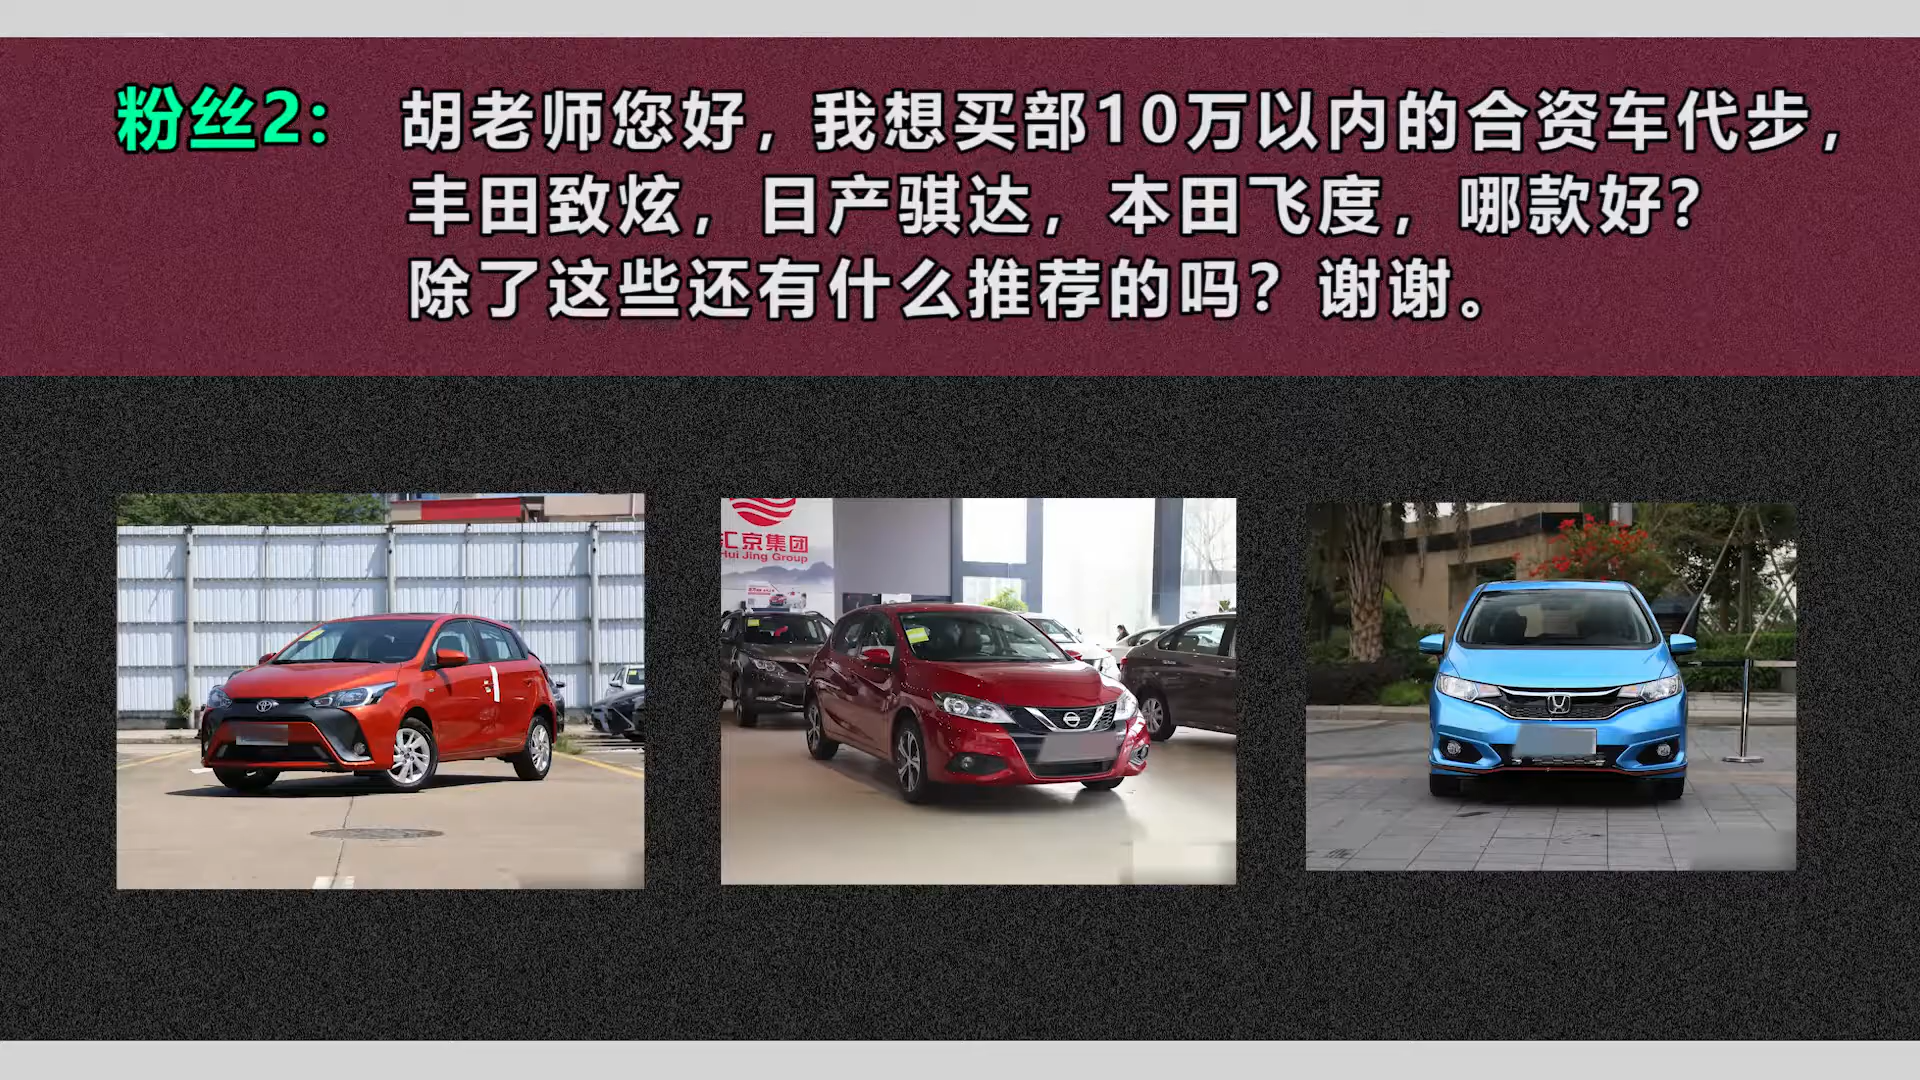 粉丝2： 胡老师您好，我想买部10万以内的合资车代步，
丰田致炫，日产骐达，本田飞度，哪款好？
除了这些还有什么推荐的吗？谢谢。
汇京集团
Hui Jing Group